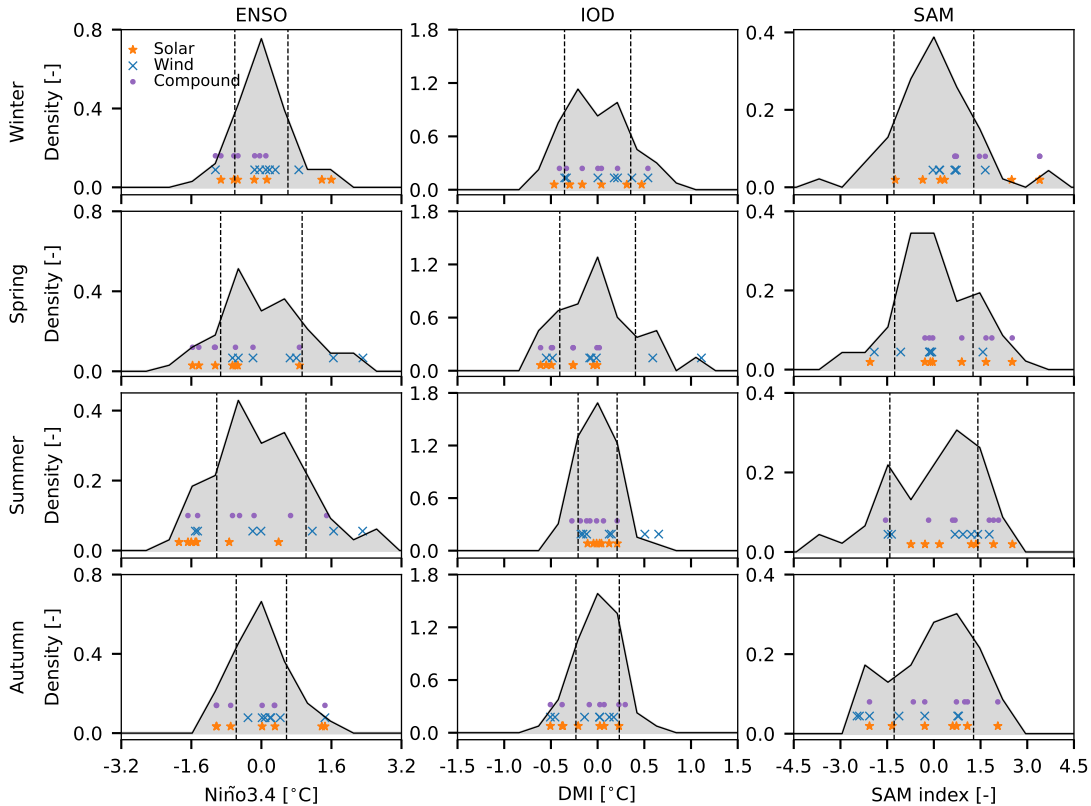 ENSO IOD SAM
Winter
Density [-]
0.8
0.4
0.0
Solar
Wind
Compound
1.8
1.2
0.6
0.0
0.4
0.2
0.0
Spring
Density [-]
0.8
0.4
0.0
1.8
1.2
0.6
0.0
0.4
0.2
0.0
Summer
Density [-]
0.4
0.2
0.0
1.8
1.2
0.6
0.0
0.4
0.2
0.0
Autumn
Density [-]
0.8
0.4
0.0
1.8
1.2
0.6
0.0
0.4
0.2
0.0
-3.2 -1.6 0.0 1.6 3.2
Niño3.4 [°C]
-1.5 -1.0 -0.5 0.0 0.5 1.0 1.5
DMI [°C]
-4.5 -3.0 -1.5 0.0 1.5 3.0 4.5
SAM index [-]